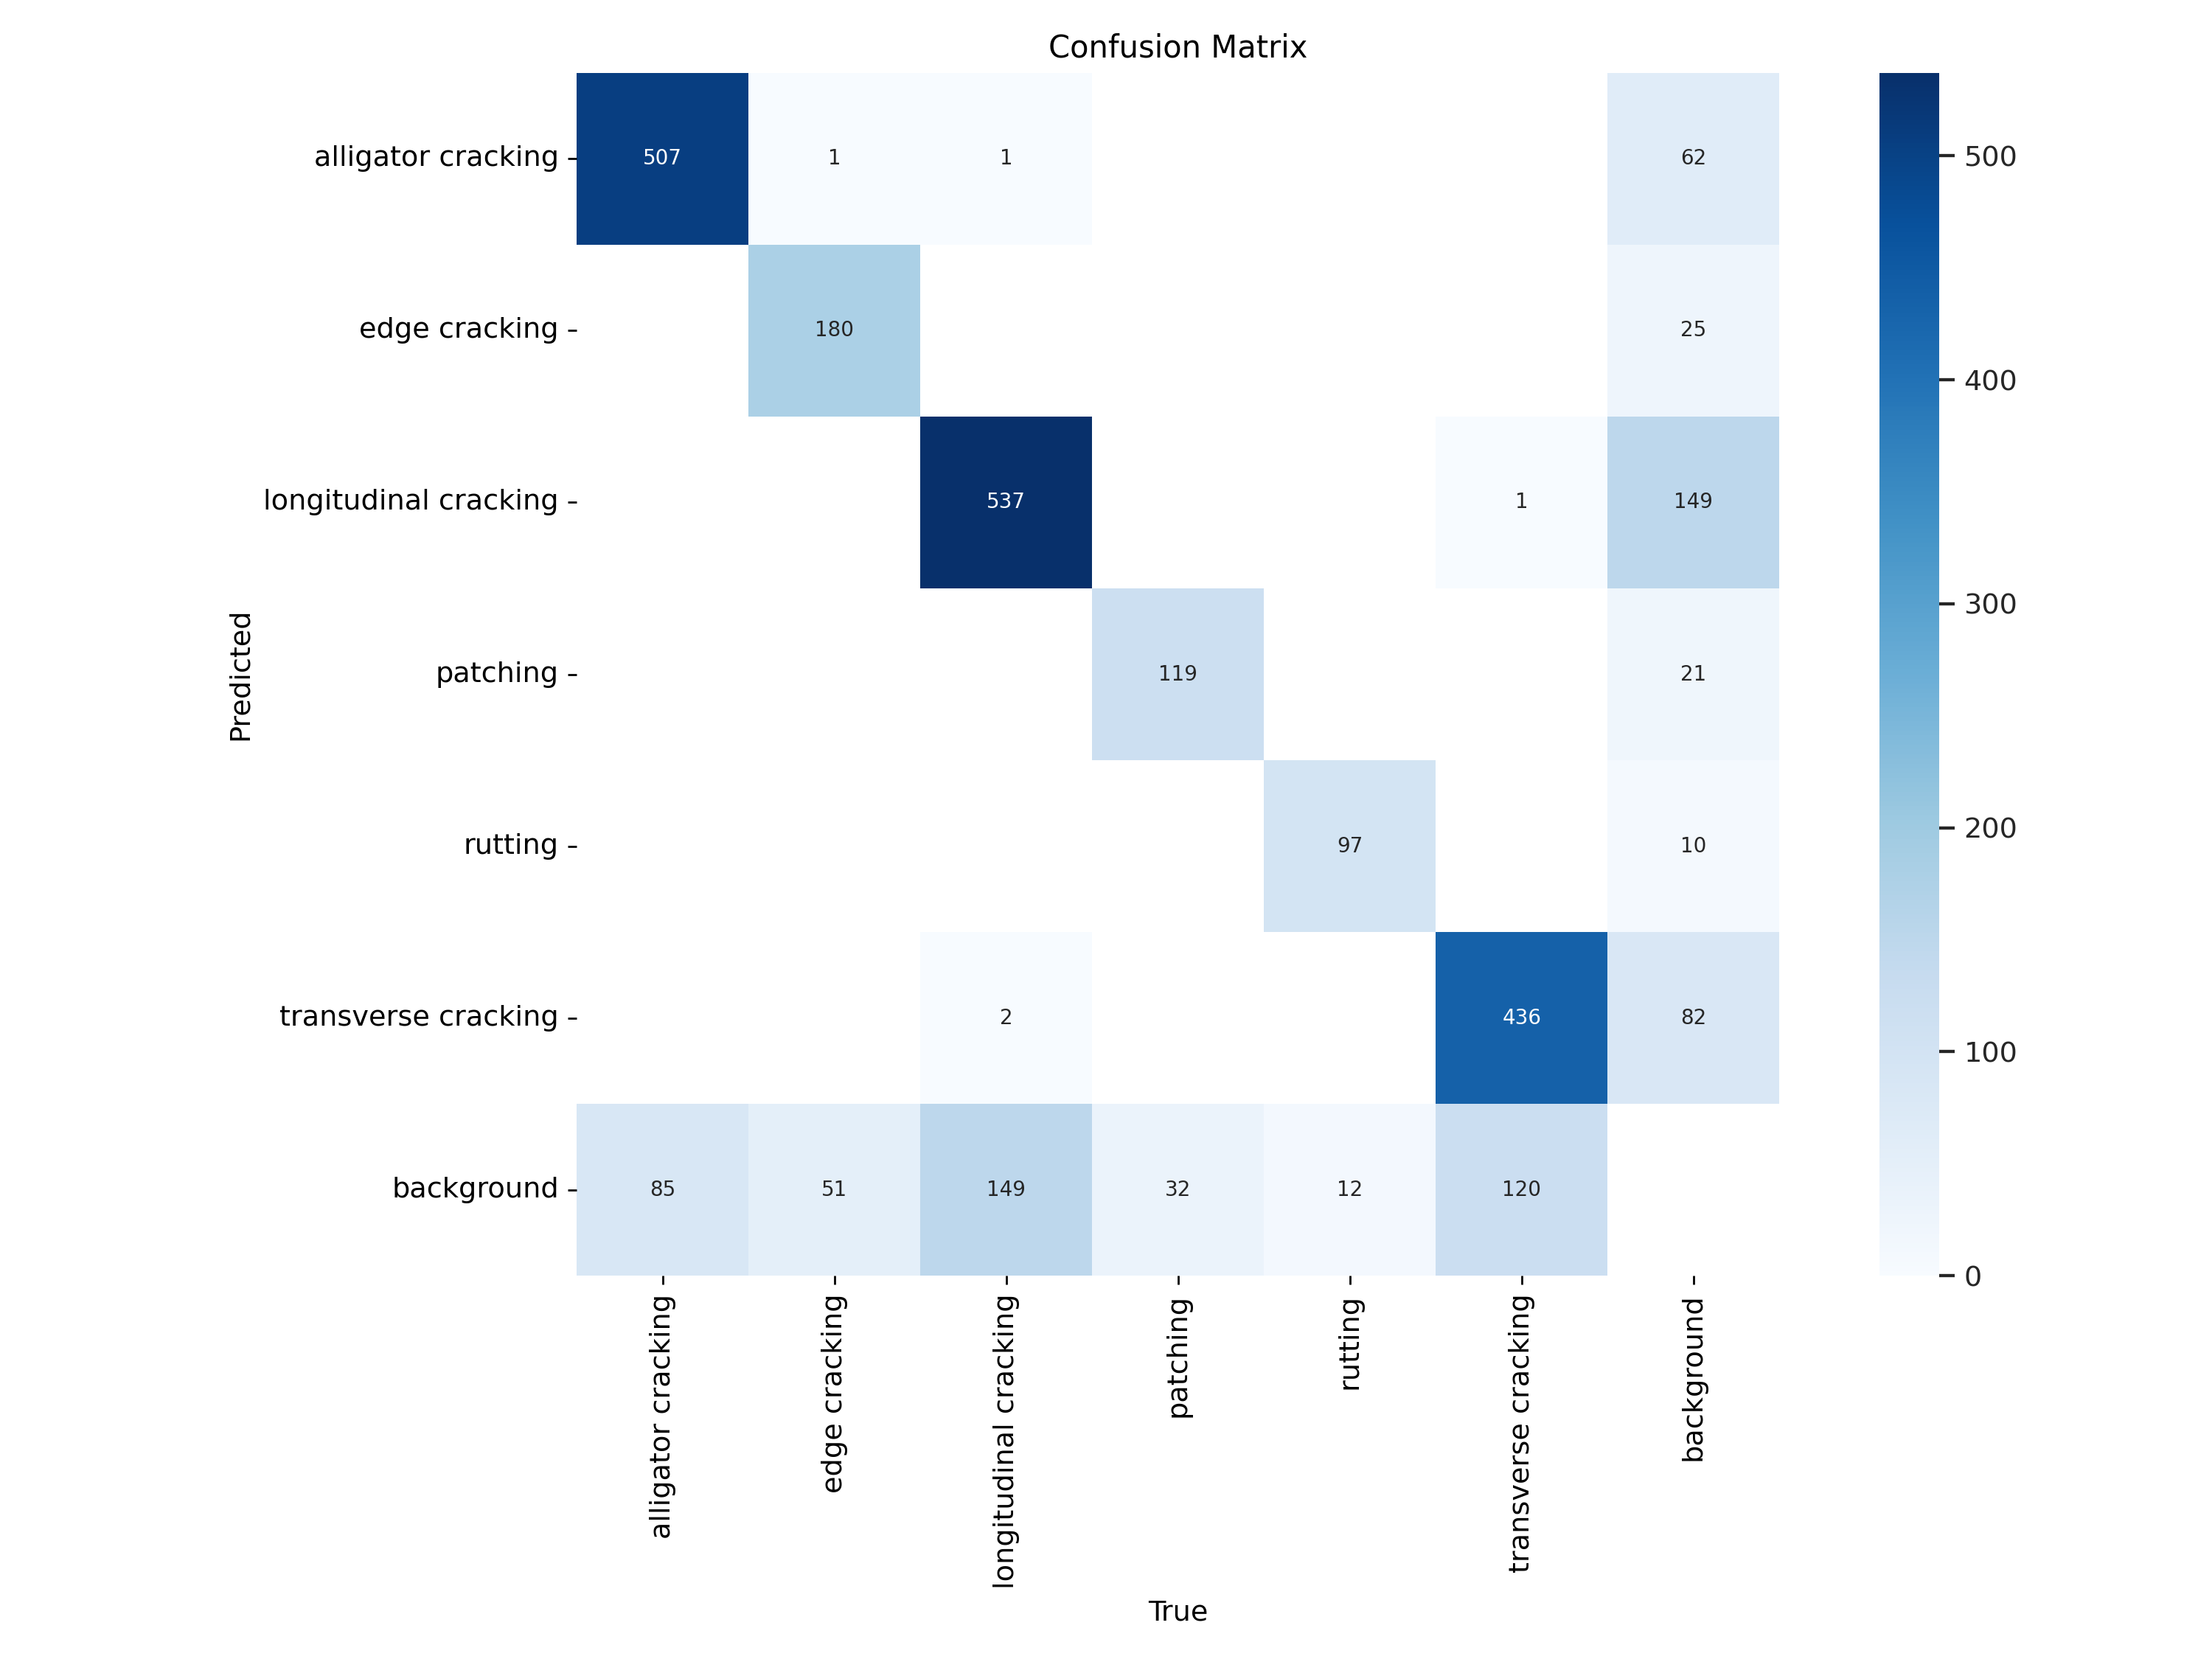 Confusion Matrix
alligator cracking 507 1 1 62
edge cracking 180 25
longitudinal cracking 537 1 149
patching 119 21
rutting 97 10
transverse cracking 2 436 82
background 85 51 149 32 12 120
Predicted
alligator cracking
edge cracking
longitudinal cracking
patching
rutting
transverse cracking
background
True
500
400
300
200
100
0